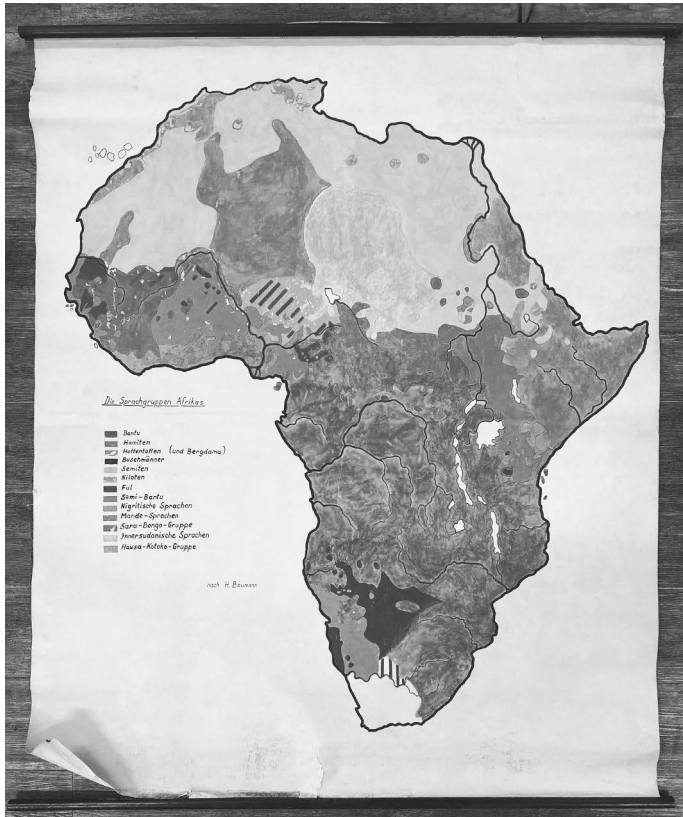 Die Sprachgruppen Afrikas
Bantu
Hamiten
Hottentotten (und Bergdama)
Buschmänner
Semiten
Niloten
Ful
Semi-Bantu
Nigritische Sprachen
Mande-Sprachen
Sara-Bongo-Gruppe
Innersudanische Sprachen
Hausa-Kotoko-Gruppe
nach H. Baumann